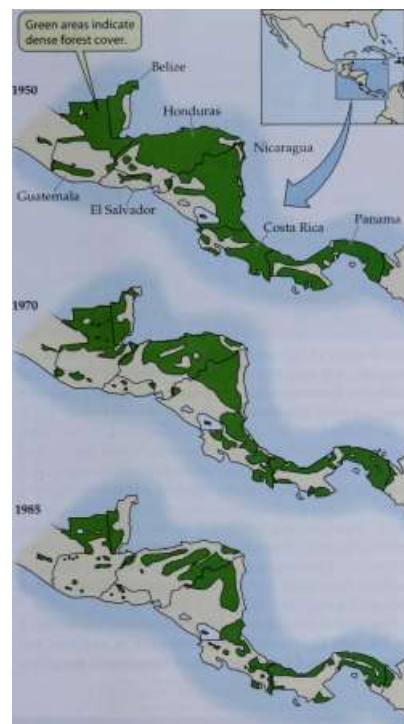 Green areas indicate
dense forest cover.
Belize
1950
Honduras
Nicaragua
Guatemala
El Salvador
Costa Rica
Panama
1970
1985